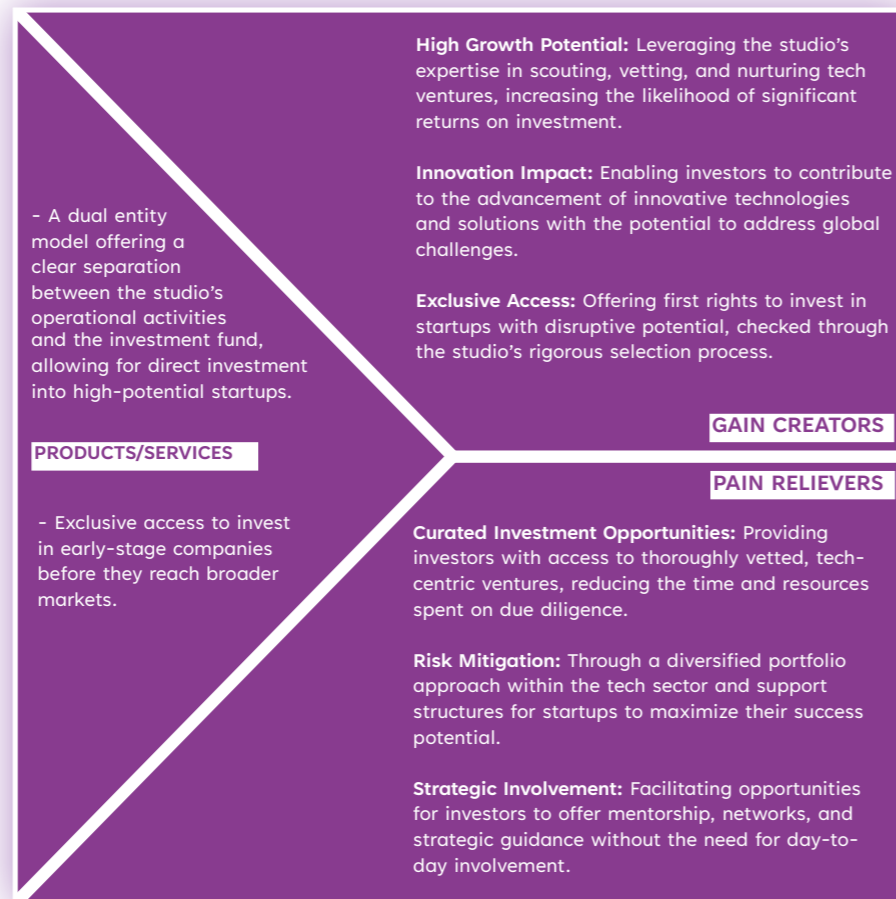 - A dual entity
model offering a
clear separation
between the studio's
operational activities
and the investment fund,
allowing for direct investment
into high-potential startups.
PRODUCTS/SERVICES
- Exclusive access to invest
in early-stage companies
before they reach broader
markets.
High Growth Potential: Leveraging the studio's
expertise in scouting, vetting, and nurturing tech
ventures, increasing the likelihood of significant
returns on investment.
Innovation Impact: Enabling investors to contribute
to the advancement of innovative technologies
and solutions with the potential to address global
challenges.
Exclusive Access: Offering first rights to invest in
startups with disruptive potential, checked through
the studio's rigorous selection process.
GAIN CREATORS
PAIN RELIEVERS
Curated Investment Opportunities: Providing
investors with access to thoroughly vetted, tech-
centric ventures, reducing the time and resources
spent on due diligence.
Risk Mitigation: Through a diversified portfolio
approach within the tech sector and support
structures for startups to maximize their success
potential.
Strategic Involvement: Facilitating opportunities
for investors to offer mentorship, networks, and
strategic guidance without the need for day-to-
day involvement.